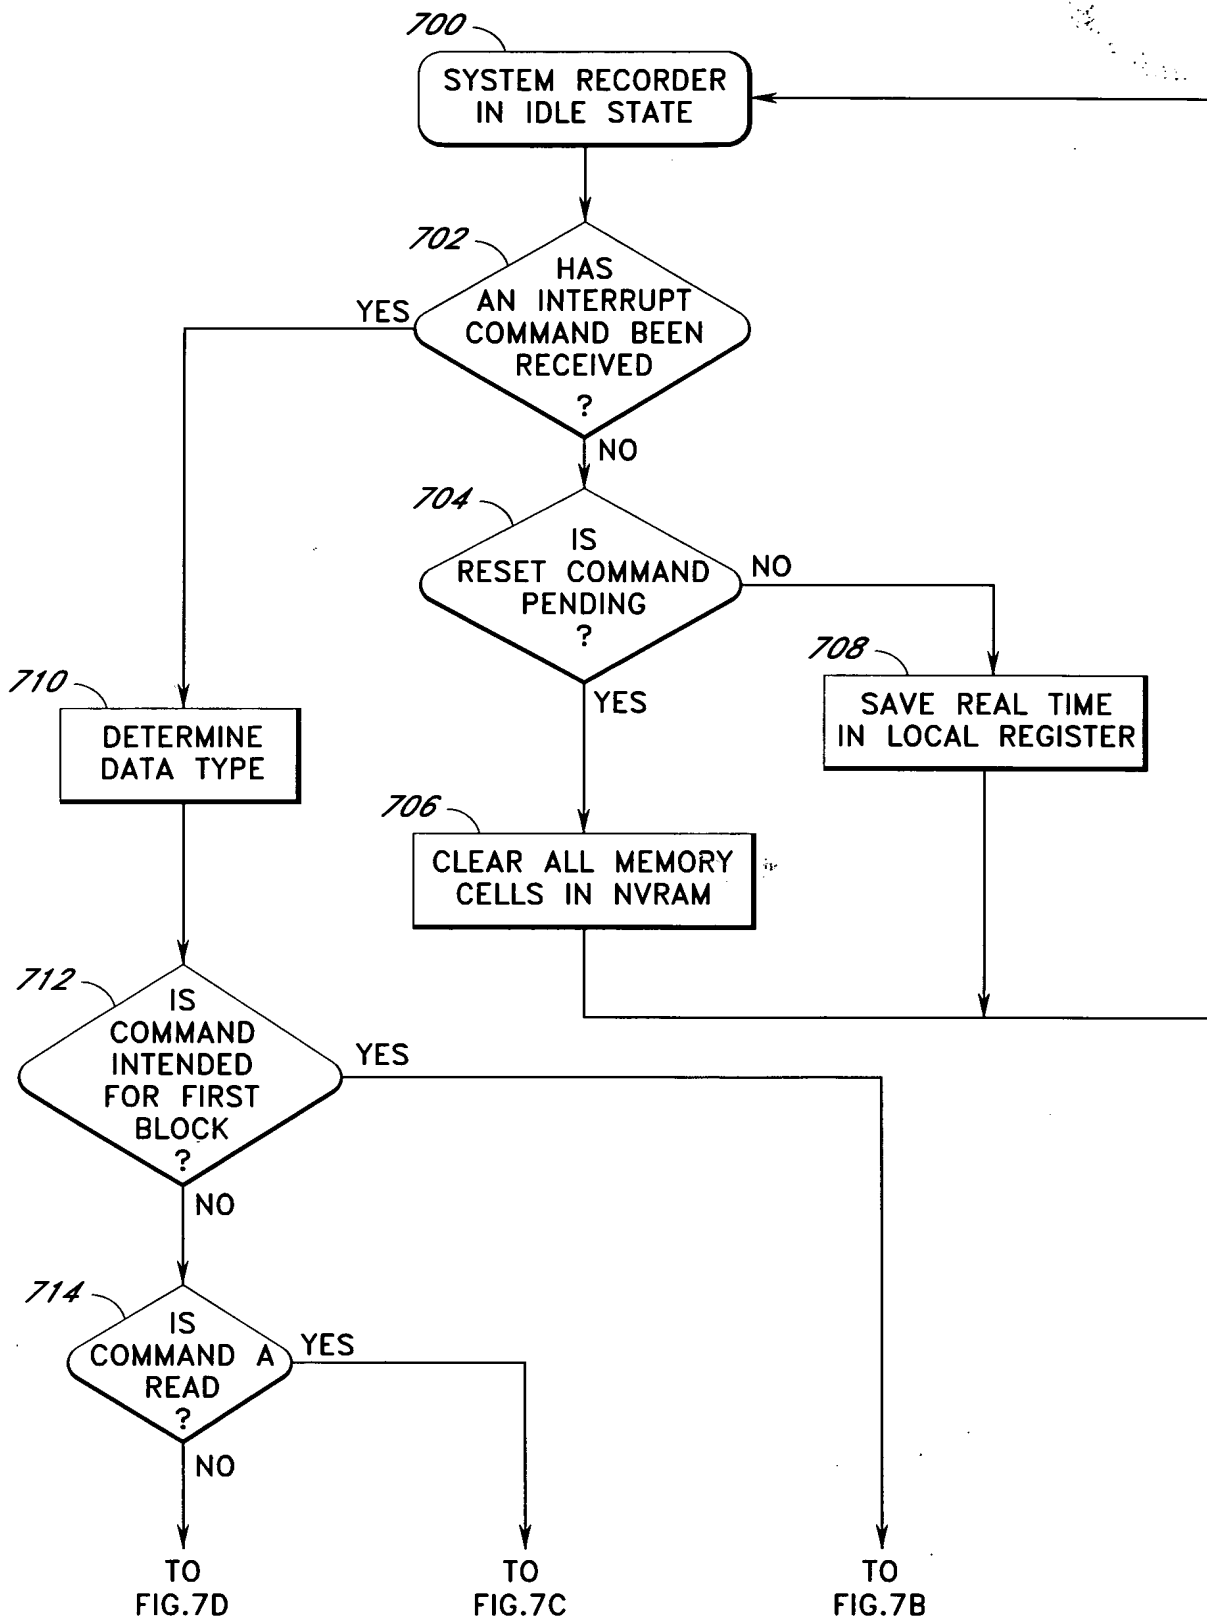 700
SYSTEM RECORDER
IN IDLE STATE
702
HAS
AN INTERRUPT
COMMAND BEEN
RECEIVED
?
YES
NO
704
IS
RESET COMMAND
PENDING
?
NO
YES
708
SAVE REAL TIME
IN LOCAL REGISTER
710
DETERMINE
DATA TYPE
706
CLEAR ALL MEMORY
CELLS IN NVRAM
712
IS
COMMAND
INTENDED
FOR FIRST
BLOCK
?
YES
NO
714
IS
COMMAND A
READ
?
YES
NO
TO
FIG.7D
TO
FIG.7C
TO
FIG.7B